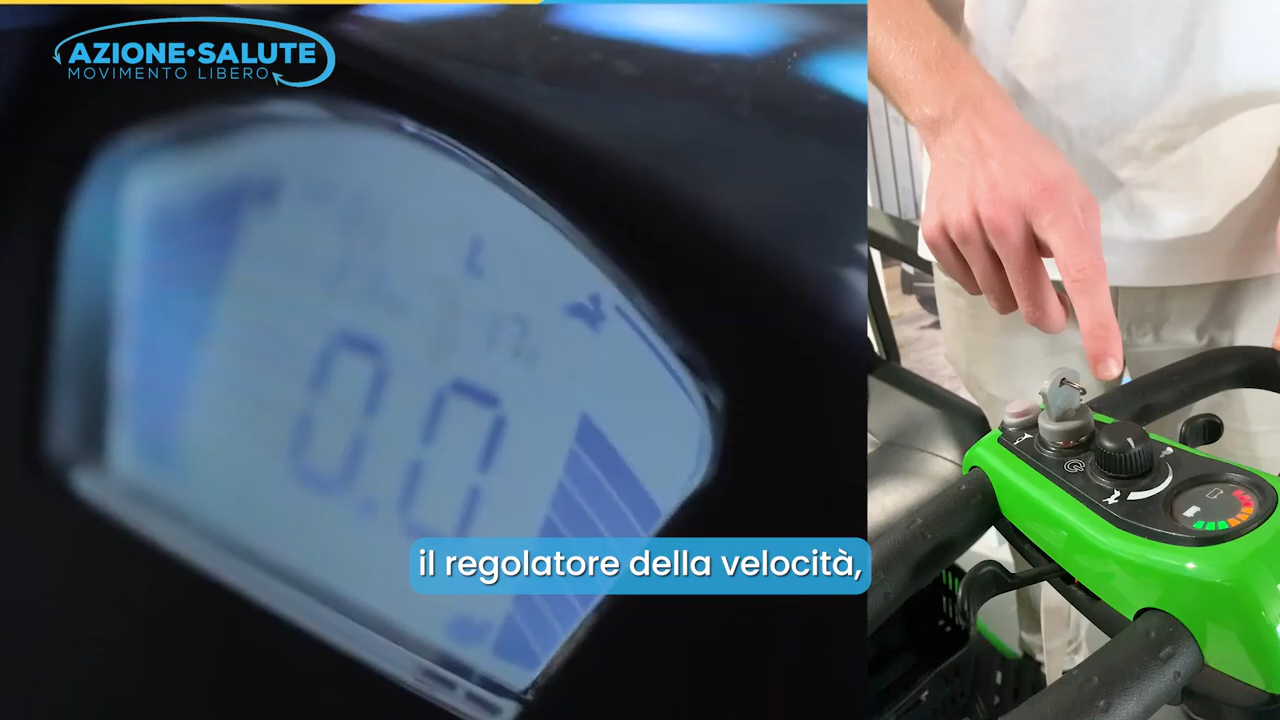 AZIONE•SALUTE
MOVIMENTO LIBERO
L
0.0
il regolatore della velocità,